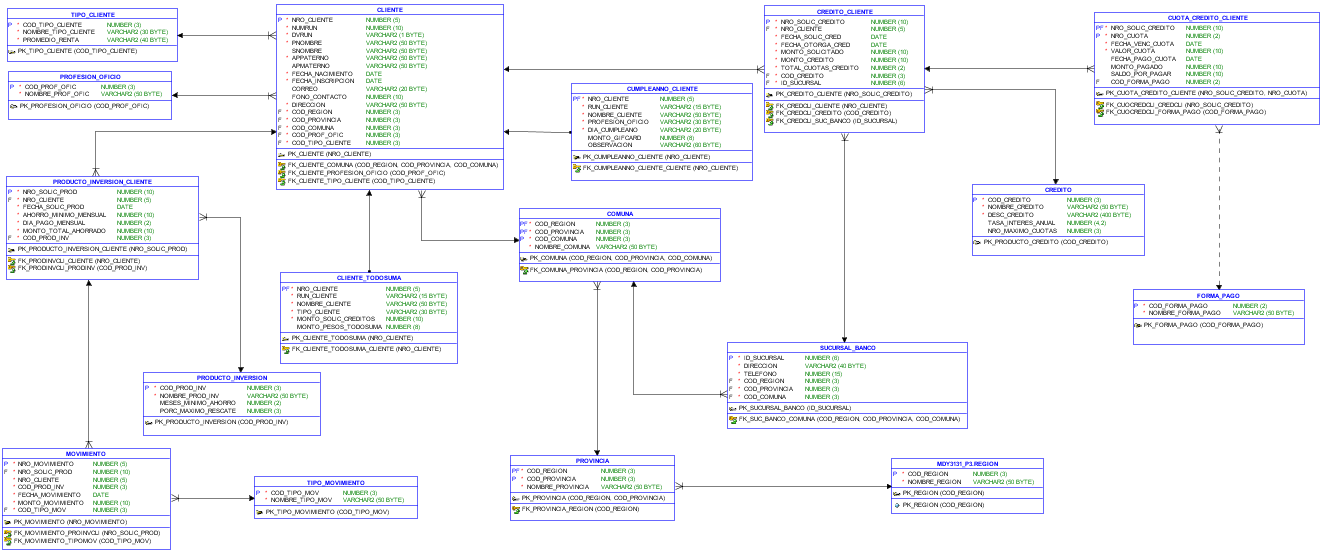 TIPO_CLIENTE
P * COD_TIPO_CLIENTE NUMBER (3)
* NOMBRE_TIPO_CLIENTE VARCHAR2 (30 BYTE)
* PROMEDIO_RENTA VARCHAR2 (40 BYTE)
PK_TIPO_CLIENTE (COD_TIPO_CLIENTE)
PROFESION_OFICIO
P * COD_PROF_OFIC NUMBER (3)
* NOMBRE_PROF_OFIC VARCHAR2 (50 BYTE)
PK_PROFESION_OFICIO (COD_PROF_OFIC)
CLIENTE
P * NRO_CLIENTE NUMBER (5)
* NUMRUN NUMBER (10)
* DVRUN VARCHAR2 (1 BYTE)
* PNOMBRE VARCHAR2 (50 BYTE)
SNOMBRE VARCHAR2 (50 BYTE)
* APPATERNO VARCHAR2 (50 BYTE)
APMATERNO VARCHAR2 (50 BYTE)
* FECHA_NACIMIENTO DATE
* FECHA_INSCRIPCION DATE
CORREO VARCHAR2 (20 BYTE)
FONO_CONTACTO NUMBER (10)
* DIRECCION VARCHAR2 (50 BYTE)
F * COD_REGION NUMBER (3)
F * COD_PROVINCIA NUMBER (3)
F * COD_COMUNA NUMBER (3)
F * COD_PROF_OFIC NUMBER (3)
F * COD_TIPO_CLIENTE NUMBER (3)
PK_CLIENTE (NRO_CLIENTE)
FK_CLIENTE_COMUNA (COD_REGION, COD_PROVINCIA, COD_COMUNA)
FK_CLIENTE_PROFESION_OFICIO (COD_PROF_OFIC)
FK_CLIENTE_TIPO_CLIENTE (COD_TIPO_CLIENTE)
CUMPLEANNO_CLIENTE
PF * NRO_CLIENTE NUMBER (5)
* RUN_CLIENTE VARCHAR2 (15 BYTE)
* NOMBRE_CLIENTE VARCHAR2 (50 BYTE)
* PROFESION_OFICIO VARCHAR2 (30 BYTE)
* DIA_CUMPLEANO VARCHAR2 (20 BYTE)
MONTO_GIFCARD NUMBER (8)
OBSERVACION VARCHAR2 (60 BYTE)
PK_CUMPLEANNO_CLIENTE (NRO_CLIENTE)
FK_CUMPLEANNO_CLIENTE_CLIENTE (NRO_CLIENTE)
CREDITO_CLIENTE
P * NRO_SOLIC_CREDITO NUMBER (10)
F * NRO_CLIENTE NUMBER (5)
* FECHA_SOLIC_CRED DATE
* FECHA_OTORGA_CRED DATE
* MONTO_SOLICITADO NUMBER (10)
* MONTO_CREDITO NUMBER (10)
* TOTAL_CUOTAS_CREDITO NUMBER (2)
F * COD_CREDITO NUMBER (3)
F * ID_SUCURSAL NUMBER (6)
PK_CREDITO_CLIENTE (NRO_SOLIC_CREDITO)
FK_CREDCLI_CLIENTE (NRO_CLIENTE)
FK_CREDCLI_CREDITO (COD_CREDITO)
FK_CREDCLI_SUC_BANCO (ID_SUCURSAL)
CUOTA_CREDITO_CLIENTE
PF * NRO_SOLIC_CREDITO NUMBER (10)
P * NRO_CUOTA NUMBER (2)
* FECHA_VENC_CUOTA DATE
* VALOR_CUOTA NUMBER (10)
FECHA_PAGO_CUOTA DATE
MONTO_PAGADO NUMBER (10)
SALDO_POR_PAGAR NUMBER (10)
F COD_FORMA_PAGO NUMBER (2)
PK_CUOTA_CREDITO_CLIENTE (NRO_SOLIC_CREDITO, NRO_CUOTA)
FK_CUOCREDCLI_CREDCLI (NRO_SOLIC_CREDITO)
FK_CUOCREDCLI_FORMA_PAGO (COD_FORMA_PAGO)
PRODUCTO_INVERSION_CLIENTE
P * NRO_SOLIC_PROD NUMBER (10)
F * NRO_CLIENTE NUMBER (5)
* FECHA_SOLIC_PROD DATE
* AHORRO_MINIMO_MENSUAL NUMBER (10)
* DIA_PAGO_MENSUAL NUMBER (2)
* MONTO_TOTAL_AHORRADO NUMBER (10)
F * COD_PROD_INV NUMBER (3)
PK_PRODUCTO_INVERSION_CLIENTE (NRO_SOLIC_PROD)
FK_PRODINVCLI_CLIENTE (NRO_CLIENTE)
FK_PRODINVCLI_PRODINV (COD_PROD_INV)
CREDITO
P * COD_CREDITO NUMBER (3)
* NOMBRE_CREDITO VARCHAR2 (50 BYTE)
* DESC_CREDITO VARCHAR2 (400 BYTE)
TASA_INTERES_ANUAL NUMBER (4,2)
NRO_MAXIMO_CUOTAS NUMBER (3)
PK_PRODUCTO_CREDITO (COD_CREDITO)
COMUNA
PF * COD_REGION NUMBER (3)
PF * COD_PROVINCIA NUMBER (3)
P * COD_COMUNA NUMBER (3)
* NOMBRE_COMUNA VARCHAR2 (50 BYTE)
PK_COMUNA (COD_REGION, COD_PROVINCIA, COD_COMUNA)
FK_COMUNA_PROVINCIA (COD_REGION, COD_PROVINCIA)
CLIENTE_TODOSUMA
PF * NRO_CLIENTE NUMBER (5)
* RUN_CLIENTE VARCHAR2 (15 BYTE)
* NOMBRE_CLIENTE VARCHAR2 (50 BYTE)
* TIPO_CLIENTE VARCHAR2 (30 BYTE)
* MONTO_SOLIC_CREDITOS NUMBER (10)
MONTO_PESOS_TODOSUMA NUMBER (8)
PK_CLIENTE_TODOSUMA (NRO_CLIENTE)
FK_CLIENTE_TODOSUMA_CLIENTE (NRO_CLIENTE)
FORMA_PAGO
P * COD_FORMA_PAGO NUMBER (2)
* NOMBRE_FORMA_PAGO VARCHAR2 (50 BYTE)
PK_FORMA_PAGO (COD_FORMA_PAGO)
SUCURSAL_BANCO
P * ID_SUCURSAL NUMBER (6)
* DIRECCION VARCHAR2 (40 BYTE)
* TELEFONO NUMBER (15)
F * COD_REGION NUMBER (3)
F * COD_PROVINCIA NUMBER (3)
F * COD_COMUNA NUMBER (3)
PK_SUCURSAL_BANCO (ID_SUCURSAL)
FK_SUC_BANCO_COMUNA (COD_REGION, COD_PROVINCIA, COD_COMUNA)
PRODUCTO_INVERSION
P * COD_PROD_INV NUMBER (3)
* NOMBRE_PROD_INV VARCHAR2 (50 BYTE)
MESES_MINIMO_AHORRO NUMBER (2)
PORC_MAXIMO_RESCATE NUMBER (3)
PK_PRODUCTO_INVERSION (COD_PROD_INV)
MOVIMIENTO
P * NRO_MOVIMIENTO NUMBER (5)
F * NRO_SOLIC_PROD NUMBER (10)
* NRO_CLIENTE NUMBER (5)
* COD_PROD_INV NUMBER (3)
* FECHA_MOVIMIENTO DATE
* MONTO_MOVIMIENTO NUMBER (10)
F * COD_TIPO_MOV NUMBER (3)
PK_MOVIMIENTO (NRO_MOVIMIENTO)
FK_MOVIMIENTO_PROINVCLI (NRO_SOLIC_PROD)
FK_MOVIMIENTO_TIPOMOV (COD_TIPO_MOV)
TIPO_MOVIMIENTO
P * COD_TIPO_MOV NUMBER (3)
* NOMBRE_TIPO_MOV VARCHAR2 (50 BYTE)
PK_TIPO_MOVIMIENTO (COD_TIPO_MOV)
PROVINCIA
PF * COD_REGION NUMBER (3)
P * COD_PROVINCIA NUMBER (3)
* NOMBRE_PROVINCIA VARCHAR2 (50 BYTE)
PK_PROVINCIA (COD_REGION, COD_PROVINCIA)
FK_PROVINCIA_REGION (COD_REGION)
MDY3131_P3.REGION
P * COD_REGION NUMBER (3)
* NOMBRE_REGION VARCHAR2 (50 BYTE)
PK_REGION (COD_REGION)
PK_REGION (COD_REGION)